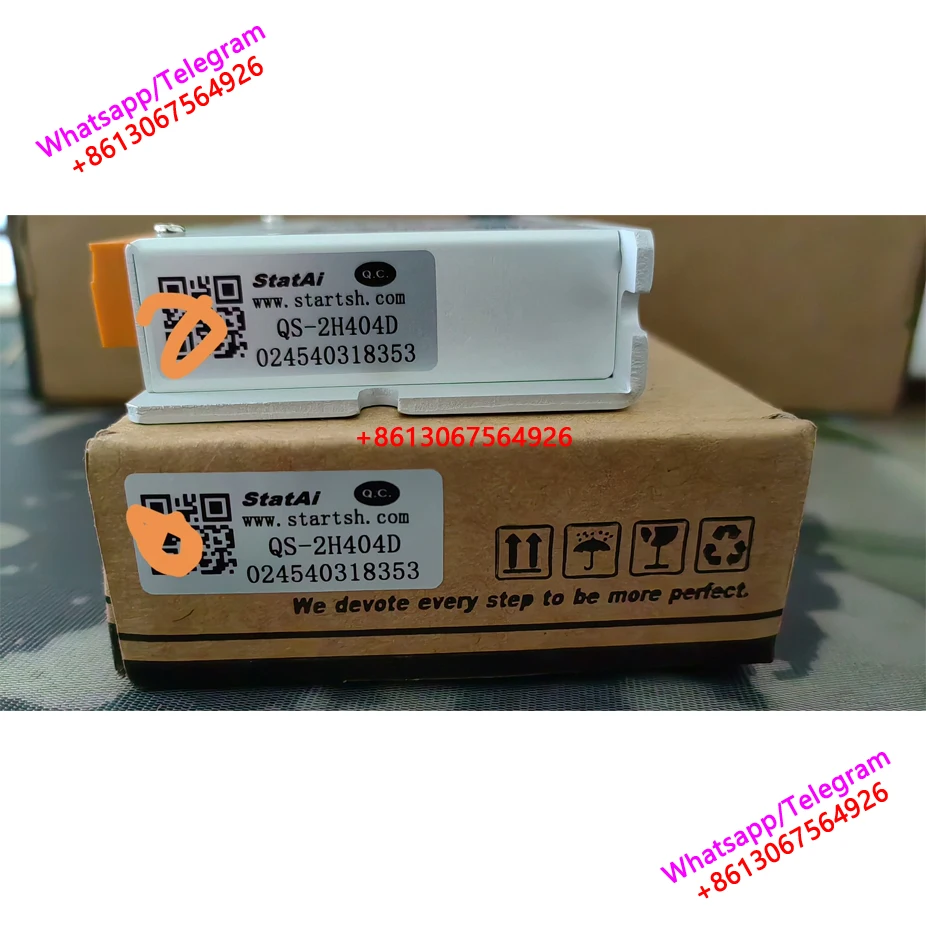 Whatsapp/Telegram
+8613067564926
StatAi Q.C.
www.startsh.com
QS-2H404D
024540318353
+8613067564926
StatAi Q.C.
www.startsh.com
QS-2H404D
024540318353
We devote every step to be more perfect.
Whatsapp/Telegram
+8613067564926